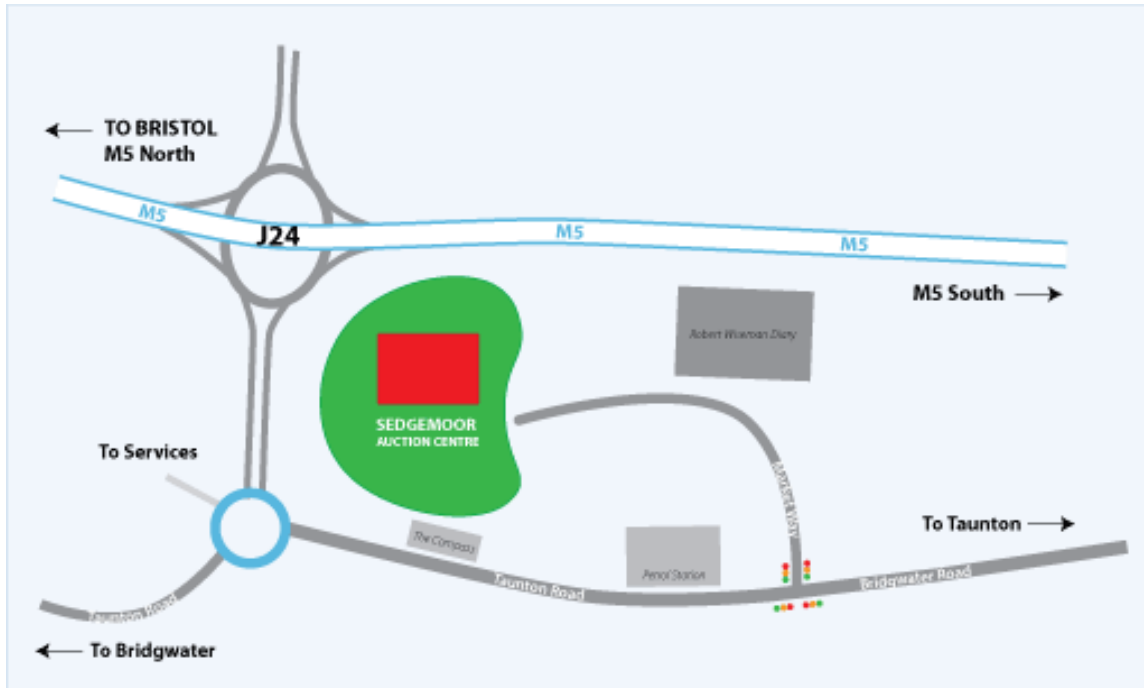 TO BRISTOL
M5 North
M5
J24
M5
M5
M5 South
Robert Wiseman Diary
SEDGEMOOR
AUCTION CENTRE
To Services
To Taunton
The Compass
Petrol Station
Taunton Road
Bridgwater Road
Taunton Road
To Bridgwater